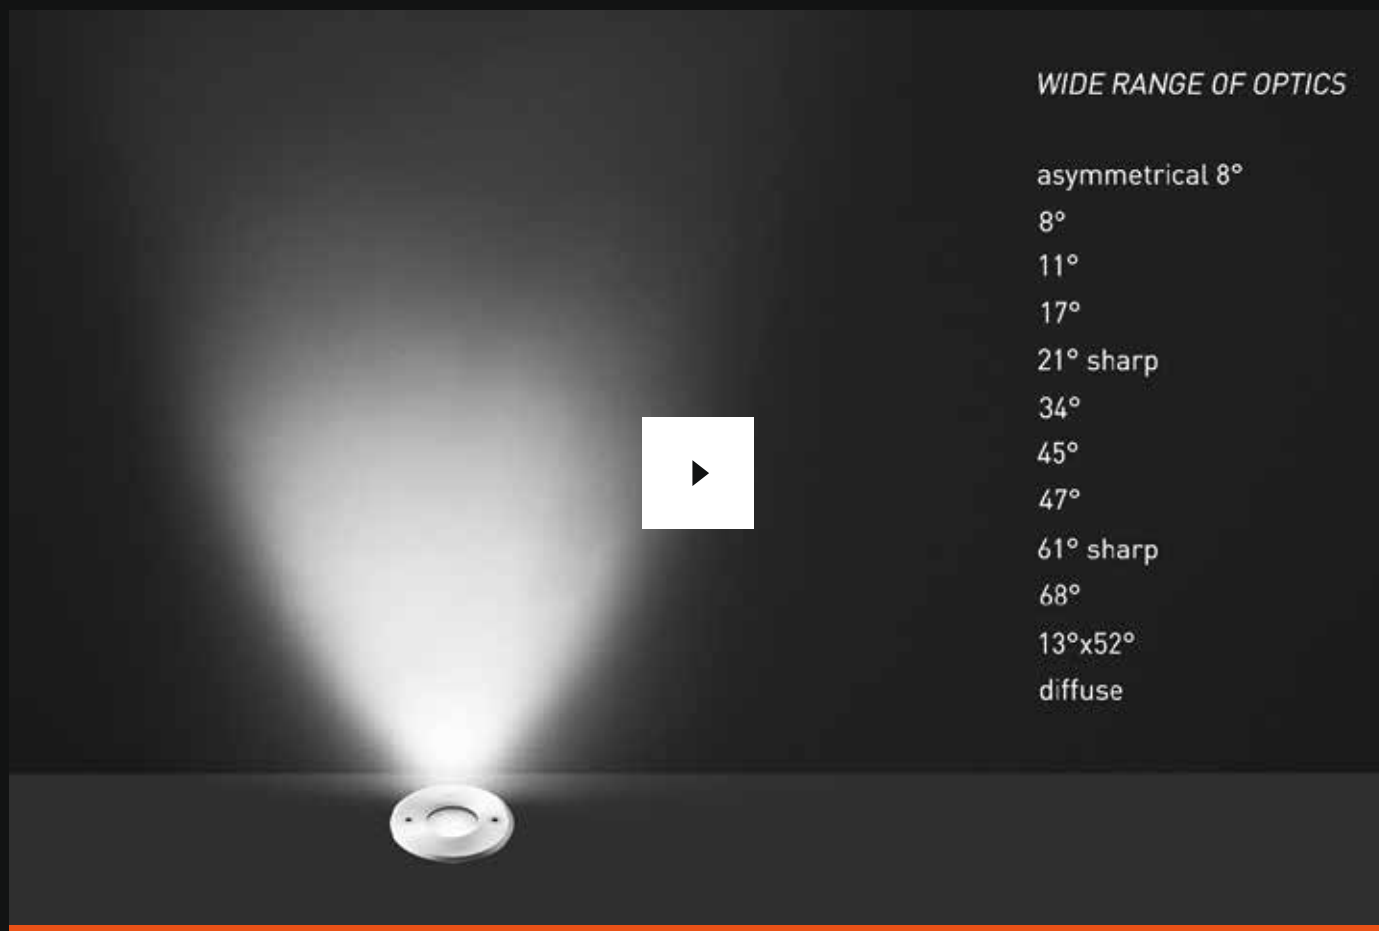 WIDE RANGE OF OPTICS
asymmetrical 8°
8°
11°
17°
21° sharp
34°
45°
47°
61° sharp
68°
13°x52°
diffuse